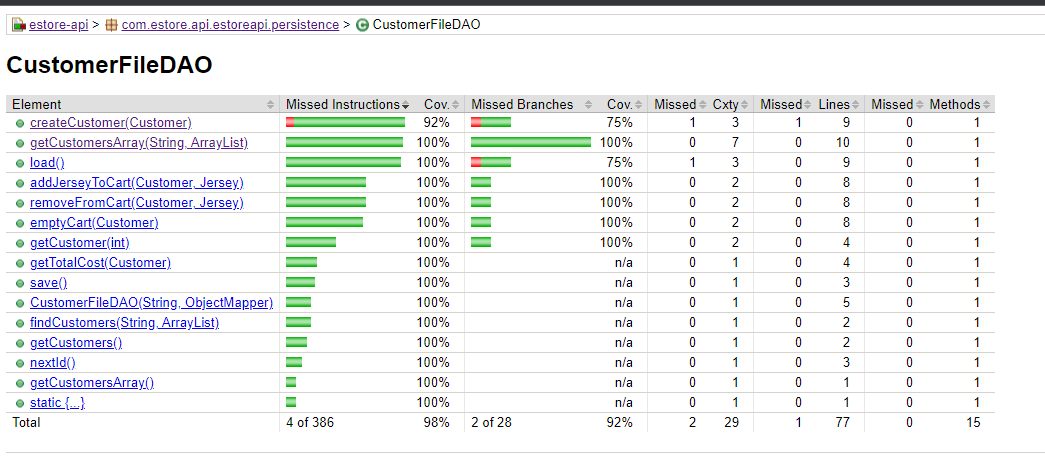 estore-api > com.estore.api.estoreapi.persistence > CustomerFileDAO
CustomerFileDAO
Element Missed Instructions Cov. Missed Branches Cov. Missed Cxty Missed Lines Missed Methods
createCustomer(Customer) 92% 75% 1 3 1 9 0 1
getCustomersArray(String, ArrayList) 100% 100% 0 7 0 10 0 1
load() 100% 75% 1 3 0 9 0 1
addJerseyToCart(Customer, Jersey) 100% 100% 0 2 0 8 0 1
removeFromCart(Customer, Jersey) 100% 100% 0 2 0 8 0 1
emptyCart(Customer) 100% 100% 0 2 0 8 0 1
getCustomer(int) 100% 100% 0 2 0 4 0 1
getTotalCost(Customer) 100% n/a 0 1 0 4 0 1
save() 100% n/a 0 1 0 3 0 1
CustomerFileDAO(String, ObjectMapper) 100% n/a 0 1 0 5 0 1
findCustomers(String, ArrayList) 100% n/a 0 1 0 2 0 1
getCustomers() 100% n/a 0 1 0 2 0 1
nextId() 100% n/a 0 1 0 3 0 1
getCustomersArray() 100% n/a 0 1 0 1 0 1
static {...} 100% n/a 0 1 0 1 0 1
Total 4 of 386 98% 2 of 28 92% 2 29 1 77 0 15